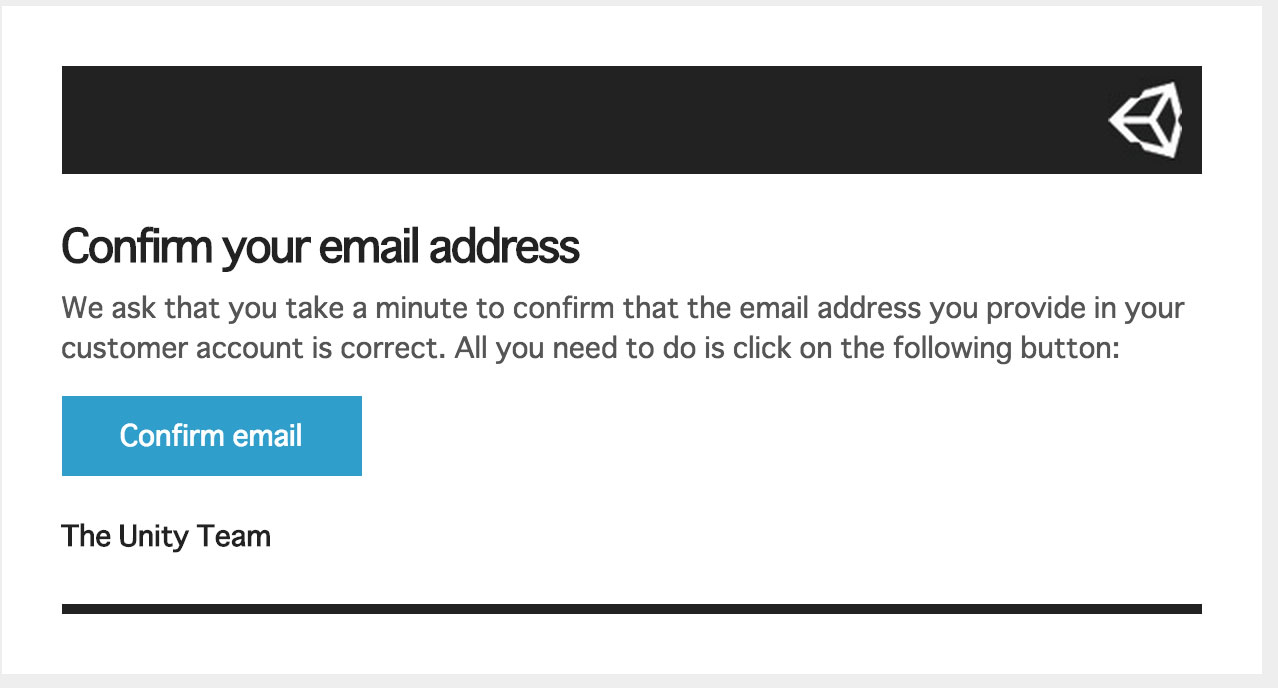 Confirm your email address
We ask that you take a minute to confirm that the email address you provide in your
customer account is correct. All you need to do is click on the following button:
Confirm email
The Unity Team